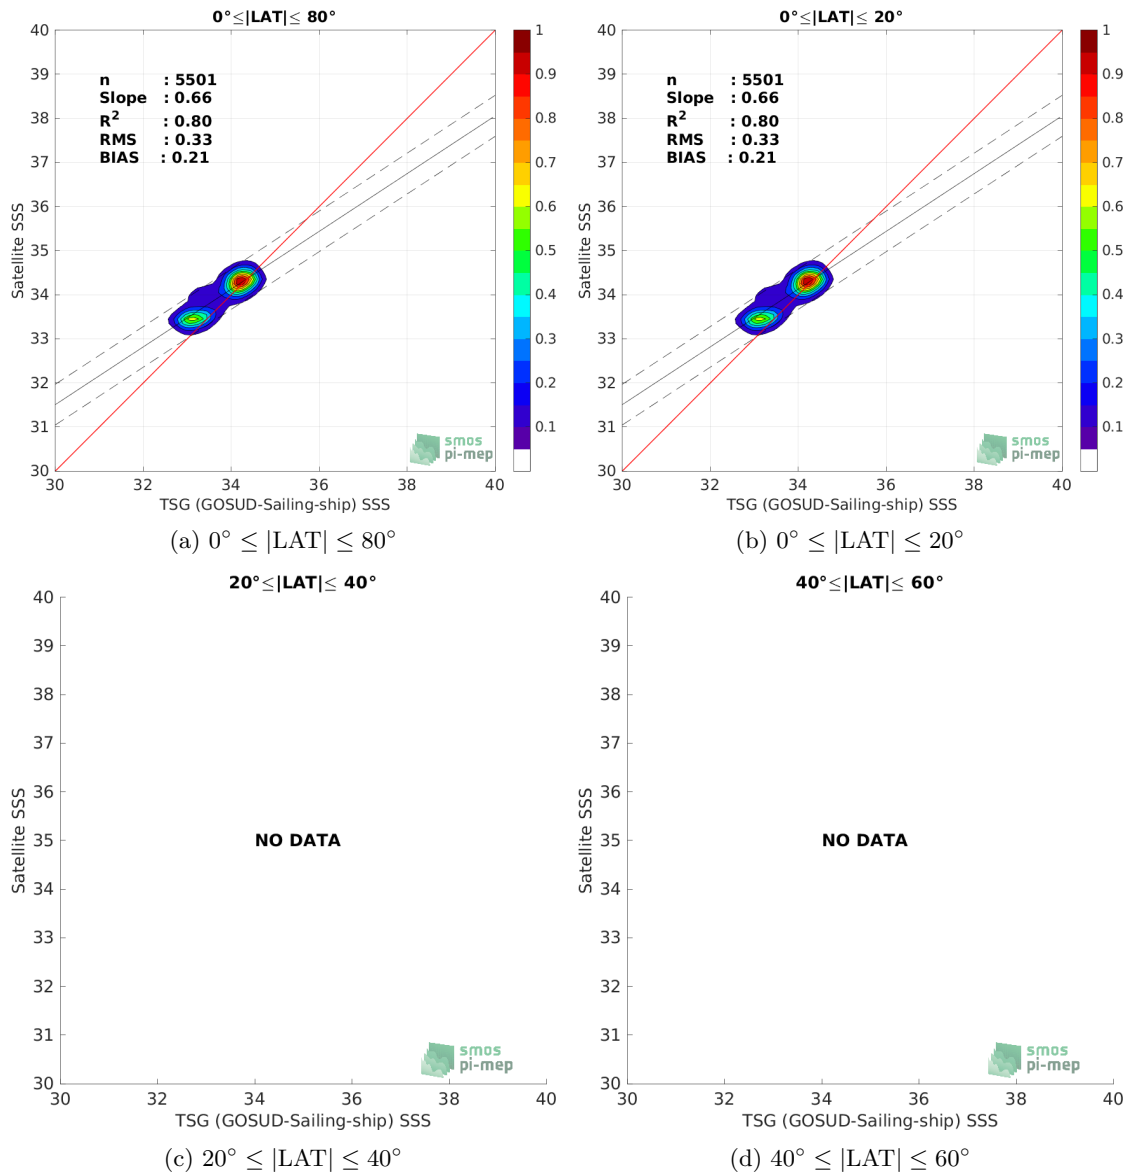 0°≤|LAT|≤ 80°
40
39
38
37
36
35
34
33
32
31
30
Satellite SSS
n : 5501
Slope : 0.66
R² : 0.80
RMS : 0.33
BIAS : 0.21
1
0.9
0.8
0.7
0.6
0.5
0.4
0.3
0.2
0.1
smos
pi-mep
30 32 34 36 38 40
TSG (GOSUD-Sailing-ship) SSS
(a) 0° ≤ |LAT| ≤ 80°
0°≤|LAT|≤ 20°
40
39
38
37
36
35
34
33
32
31
30
Satellite SSS
n : 5501
Slope : 0.66
R² : 0.80
RMS : 0.33
BIAS : 0.21
1
0.9
0.8
0.7
0.6
0.5
0.4
0.3
0.2
0.1
smos
pi-mep
30 32 34 36 38 40
TSG (GOSUD-Sailing-ship) SSS
(b) 0° ≤ |LAT| ≤ 20°
20°≤|LAT|≤ 40°
40
39
38
37
36
35
34
33
32
31
30
Satellite SSS
NO DATA
smos
pi-mep
30 32 34 36 38 40
TSG (GOSUD-Sailing-ship) SSS
(c) 20° ≤ |LAT| ≤ 40°
40°≤|LAT|≤ 60°
40
39
38
37
36
35
34
33
32
31
30
Satellite SSS
NO DATA
smos
pi-mep
30 32 34 36 38 40
TSG (GOSUD-Sailing-ship) SSS
(d) 40° ≤ |LAT| ≤ 60°